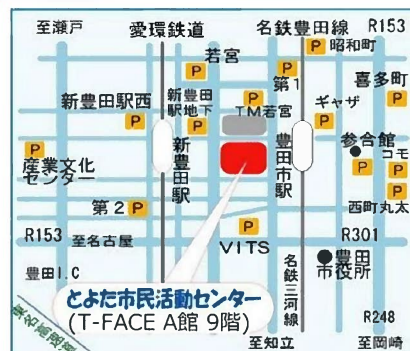 至瀬戸
愛環鉄道
名鉄豊田線
R153
昭和町
P
若宮
P
第1
P
喜多町
P
新豊田駅西
P
新豊田
駅地下
P
P
TM若宮
ギャザ
P
参合館
コモ
P
P
P
産業文化
センター
新豊田駅
豊田市駅
第2 P
西町丸太
P
P
VITS
R153
至名古屋
R301
豊田
市役所
豊田I.C
名鉄三河線
とよた市民活動センター
(T-FACE A館 9階)
R248
至知立
至岡崎
東名高速道